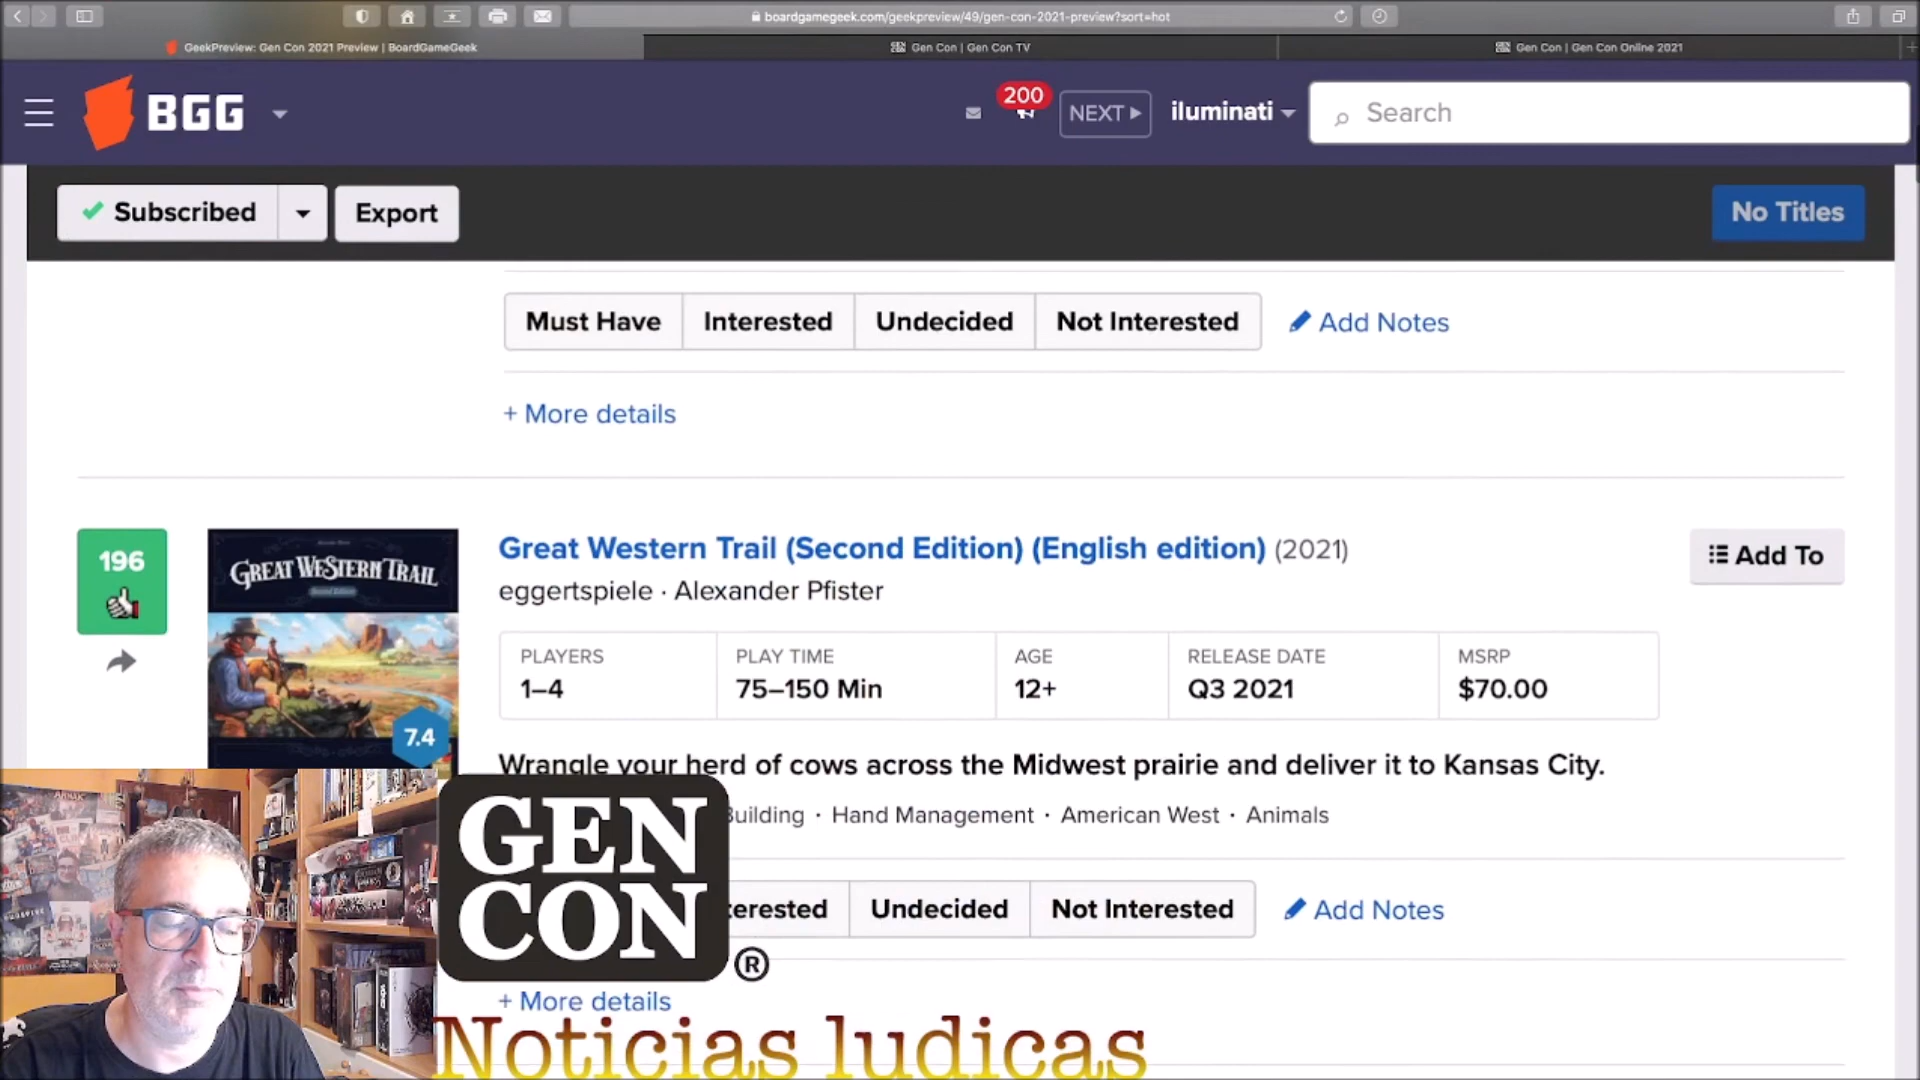 boardgamegeek.com/geekpreview/49/gen-con-2021-preview?sort=hot
GeekPreview: Gen Con 2021 Preview | BoardGameGeek
Gen Con | Gen Con TV
Gen Con | Gen Con Online 2021
BGG
200
NEXT
iluminati
Search
Subscribed
Export
No Titles
Must Have
Interested
Undecided
Not Interested
Add Notes
+ More details
196
GREAT WESTERN TRAIL
Second Edition
7.4
Great Western Trail (Second Edition) (English edition) (2021)
Add To
eggertspiele · Alexander Pfister
PLAYERS
1–4
PLAY TIME
75–150 Min
AGE
12+
RELEASE DATE
Q3 2021
MSRP
$70.00
Wrangle your herd of cows across the Midwest prairie and deliver it to Kansas City.
Building · Hand Management · American West · Animals
terested
Undecided
Not Interested
Add Notes
+ More details
GEN
CON
®
Noticias ludicas